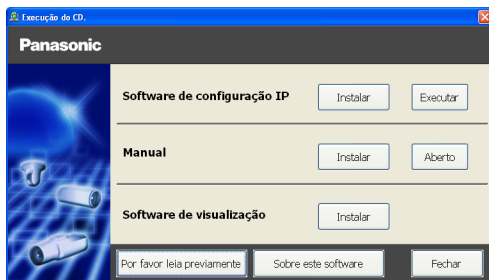 Execução do CD.
Panasonic
Software de configuração IP Instalar Executar
Manual Instalar Aberto
Software de visualização Instalar
Por favor leia previamente Sobre este software Fechar